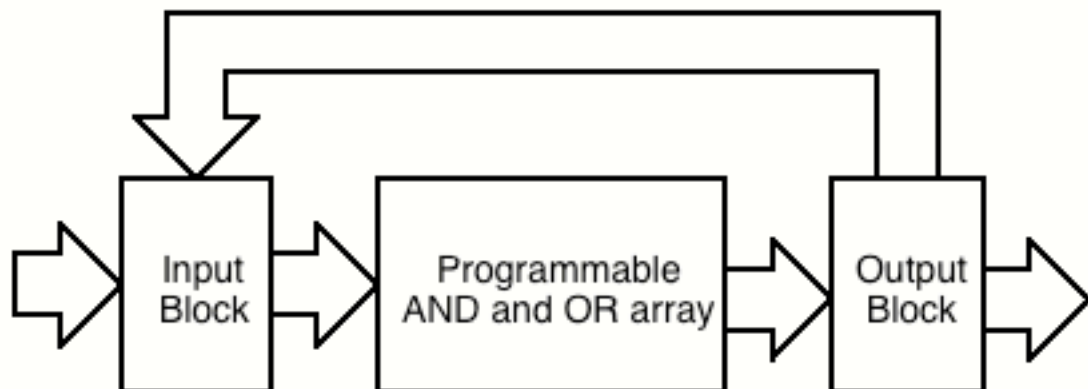 Input
Block
Programmable
AND and OR array
Output
Block